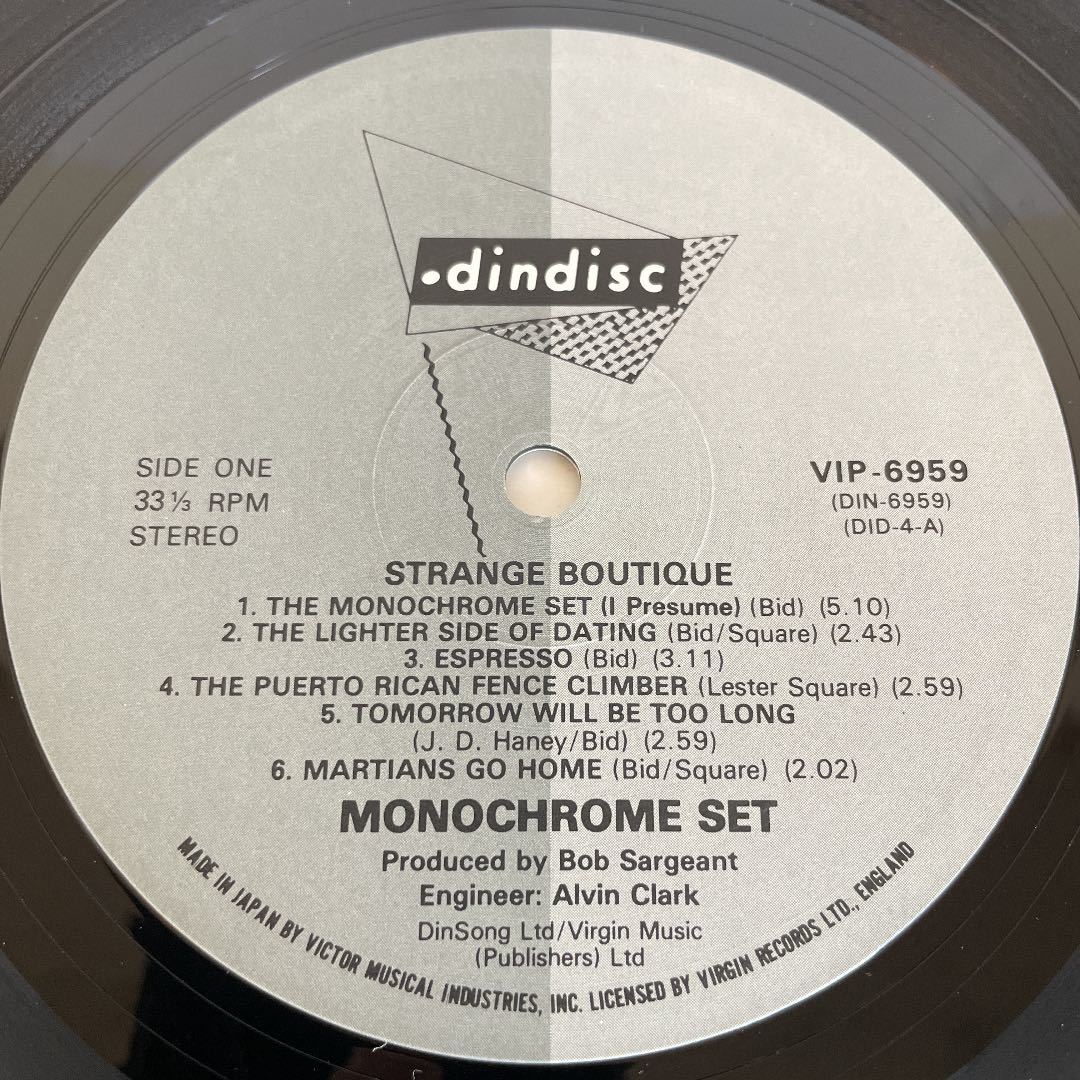 •dindisc
SIDE ONE
33 ⅓ RPM
STEREO
VIP-6959
(DIN-6959)
(DID-4-A)
STRANGE BOUTIQUE
1. THE MONOCHROME SET (I Presume) (Bid) (5.10)
2. THE LIGHTER SIDE OF DATING (Bid/Square) (2.43)
3. ESPRESSO (Bid) (3.11)
4. THE PUERTO RICAN FENCE CLIMBER (Lester Square) (2.59)
5. TOMORROW WILL BE TOO LONG
(J. D. Haney/Bid) (2.59)
6. MARTIANS GO HOME (Bid/Square) (2.02)
MONOCHROME SET
Produced by Bob Sargeant
Engineer: Alvin Clark
DinSong Ltd/Virgin Music
(Publishers) Ltd
MADE IN JAPAN BY VICTOR MUSICAL INDUSTRIES, INC. LICENSED BY VIRGIN RECORDS LTD., ENGLAND